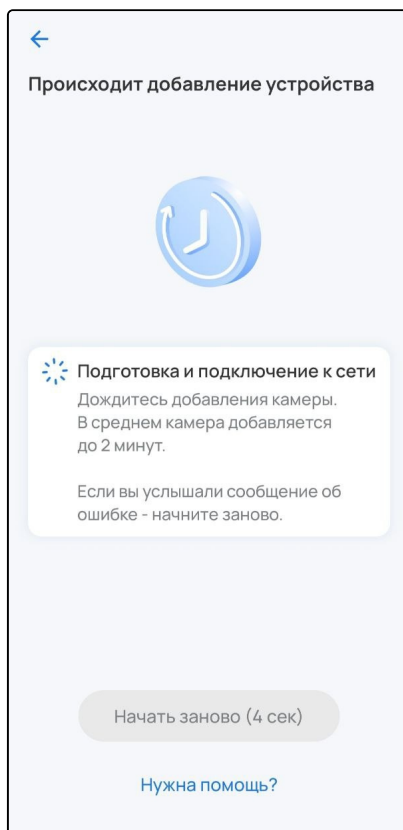 Происходит добавление устройства
Подготовка и подключение к сети
Дождитесь добавления камеры.
В среднем камера добавляется
до 2 минут.
Если вы услышали сообщение об
ошибке - начните заново.
Начать заново (4 сек)
Нужна помощь?